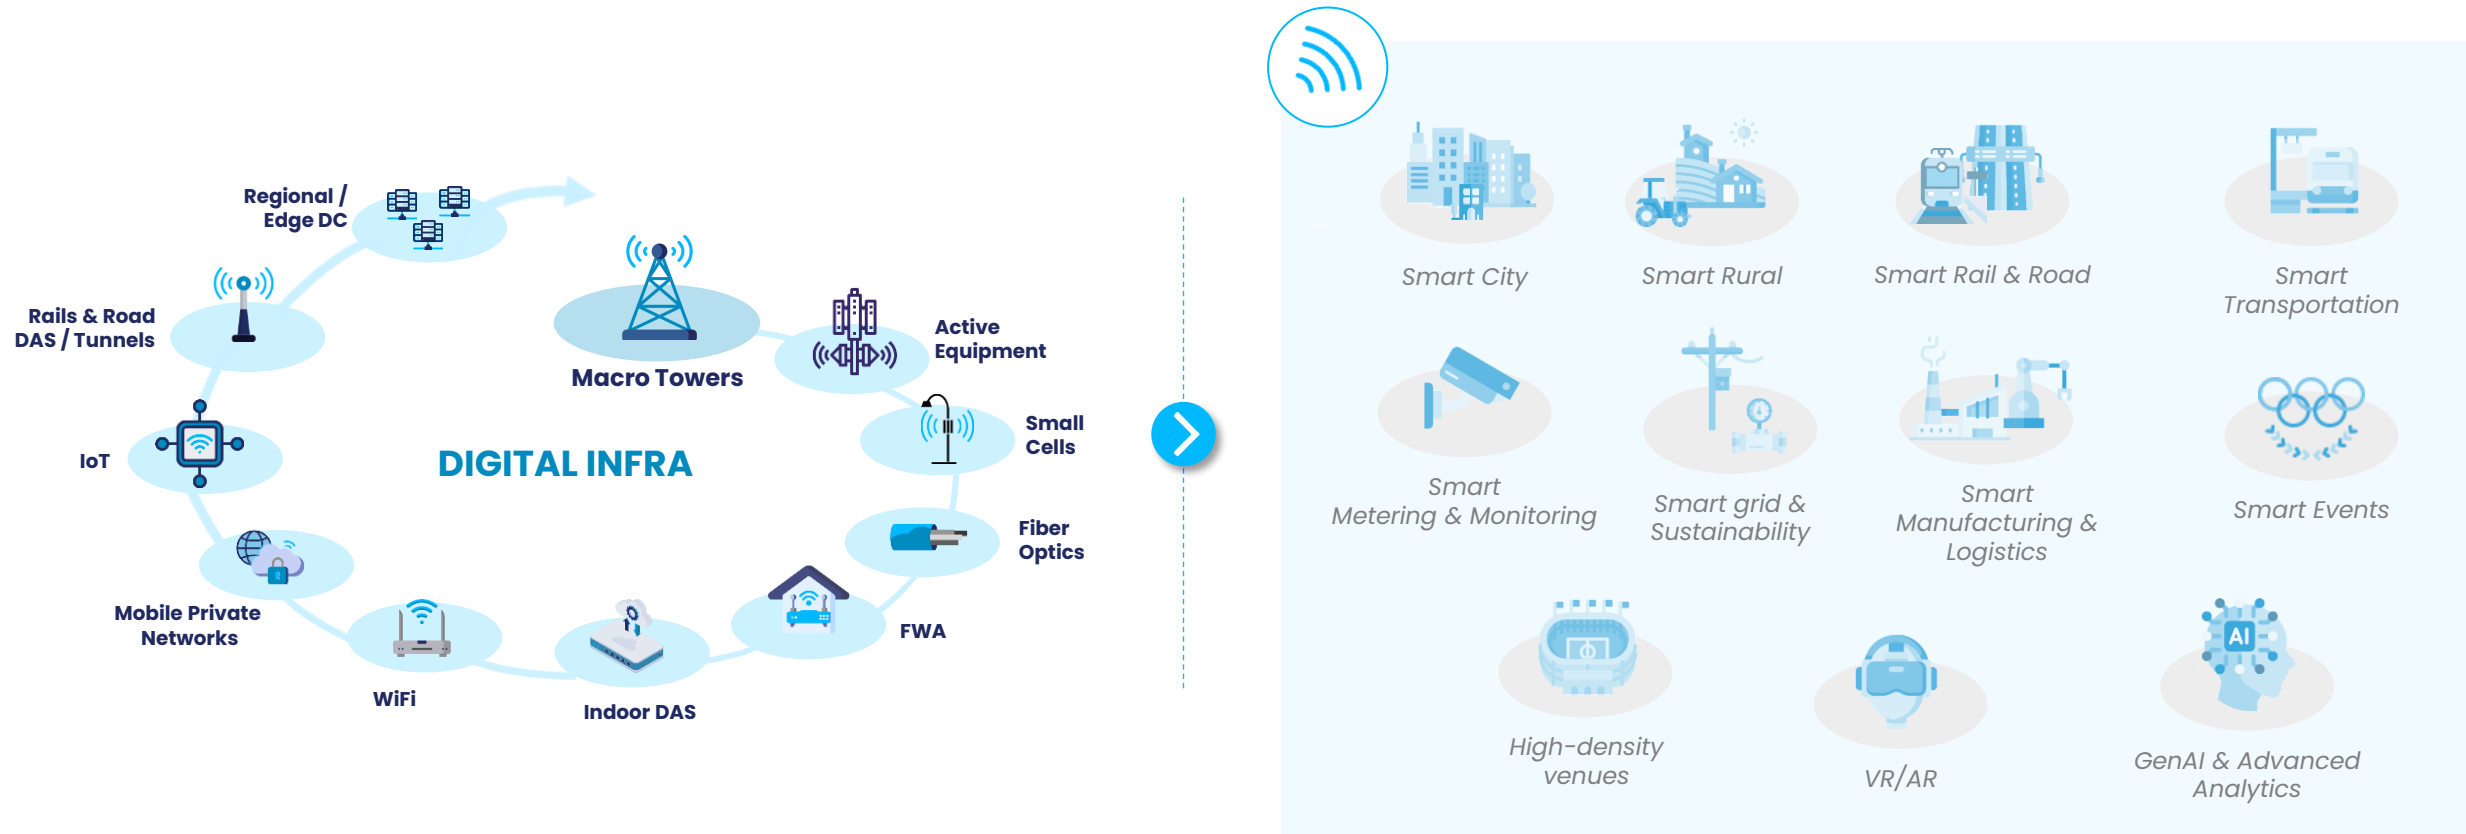 Regional /
Edge DC
Rails & Road
DAS / Tunnels
IoT
Mobile Private
Networks
WiFi
Indoor DAS
FWA
Fiber
Optics
Small
Cells
Active
Equipment
Macro Towers
DIGITAL INFRA
Smart City
Smart Rural
Smart Rail & Road
Smart
Transportation
Smart
Metering & Monitoring
Smart grid &
Sustainability
Smart
Manufacturing &
Logistics
Smart Events
High-density
venues
VR/AR
AI
GenAI & Advanced
Analytics